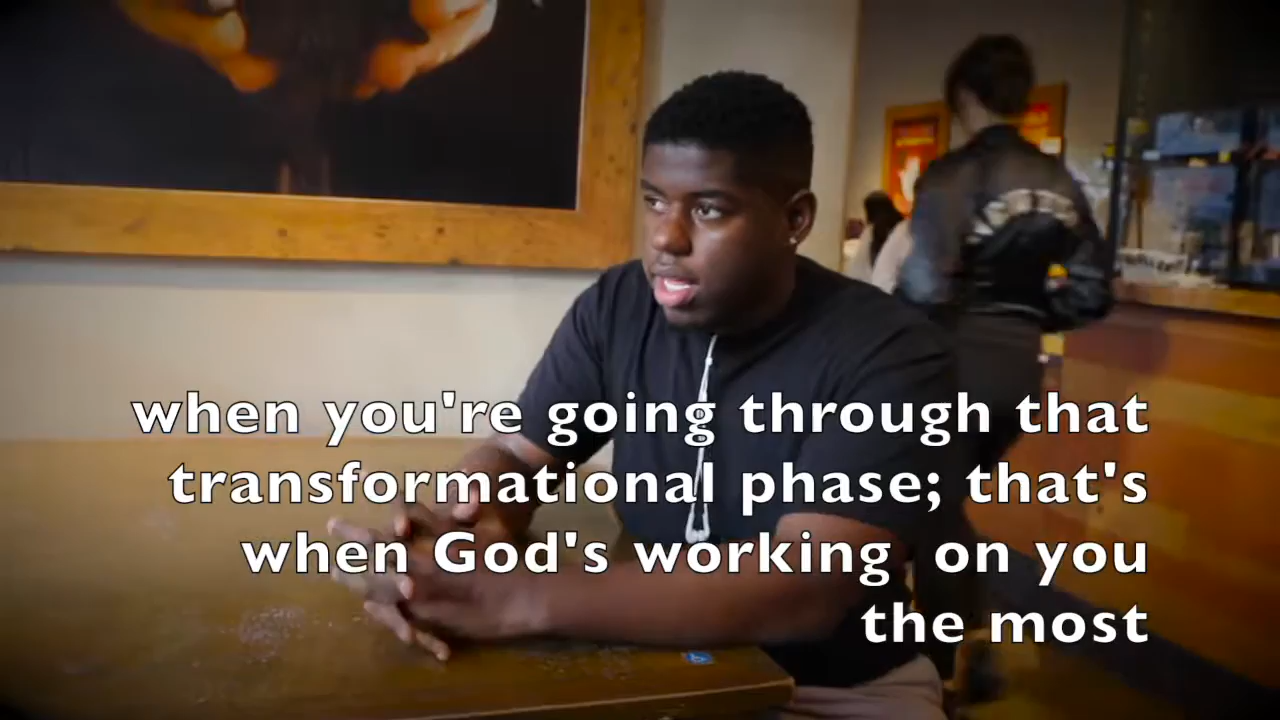 when you're going through that
transformational phase; that's
when God's working  on you
the most